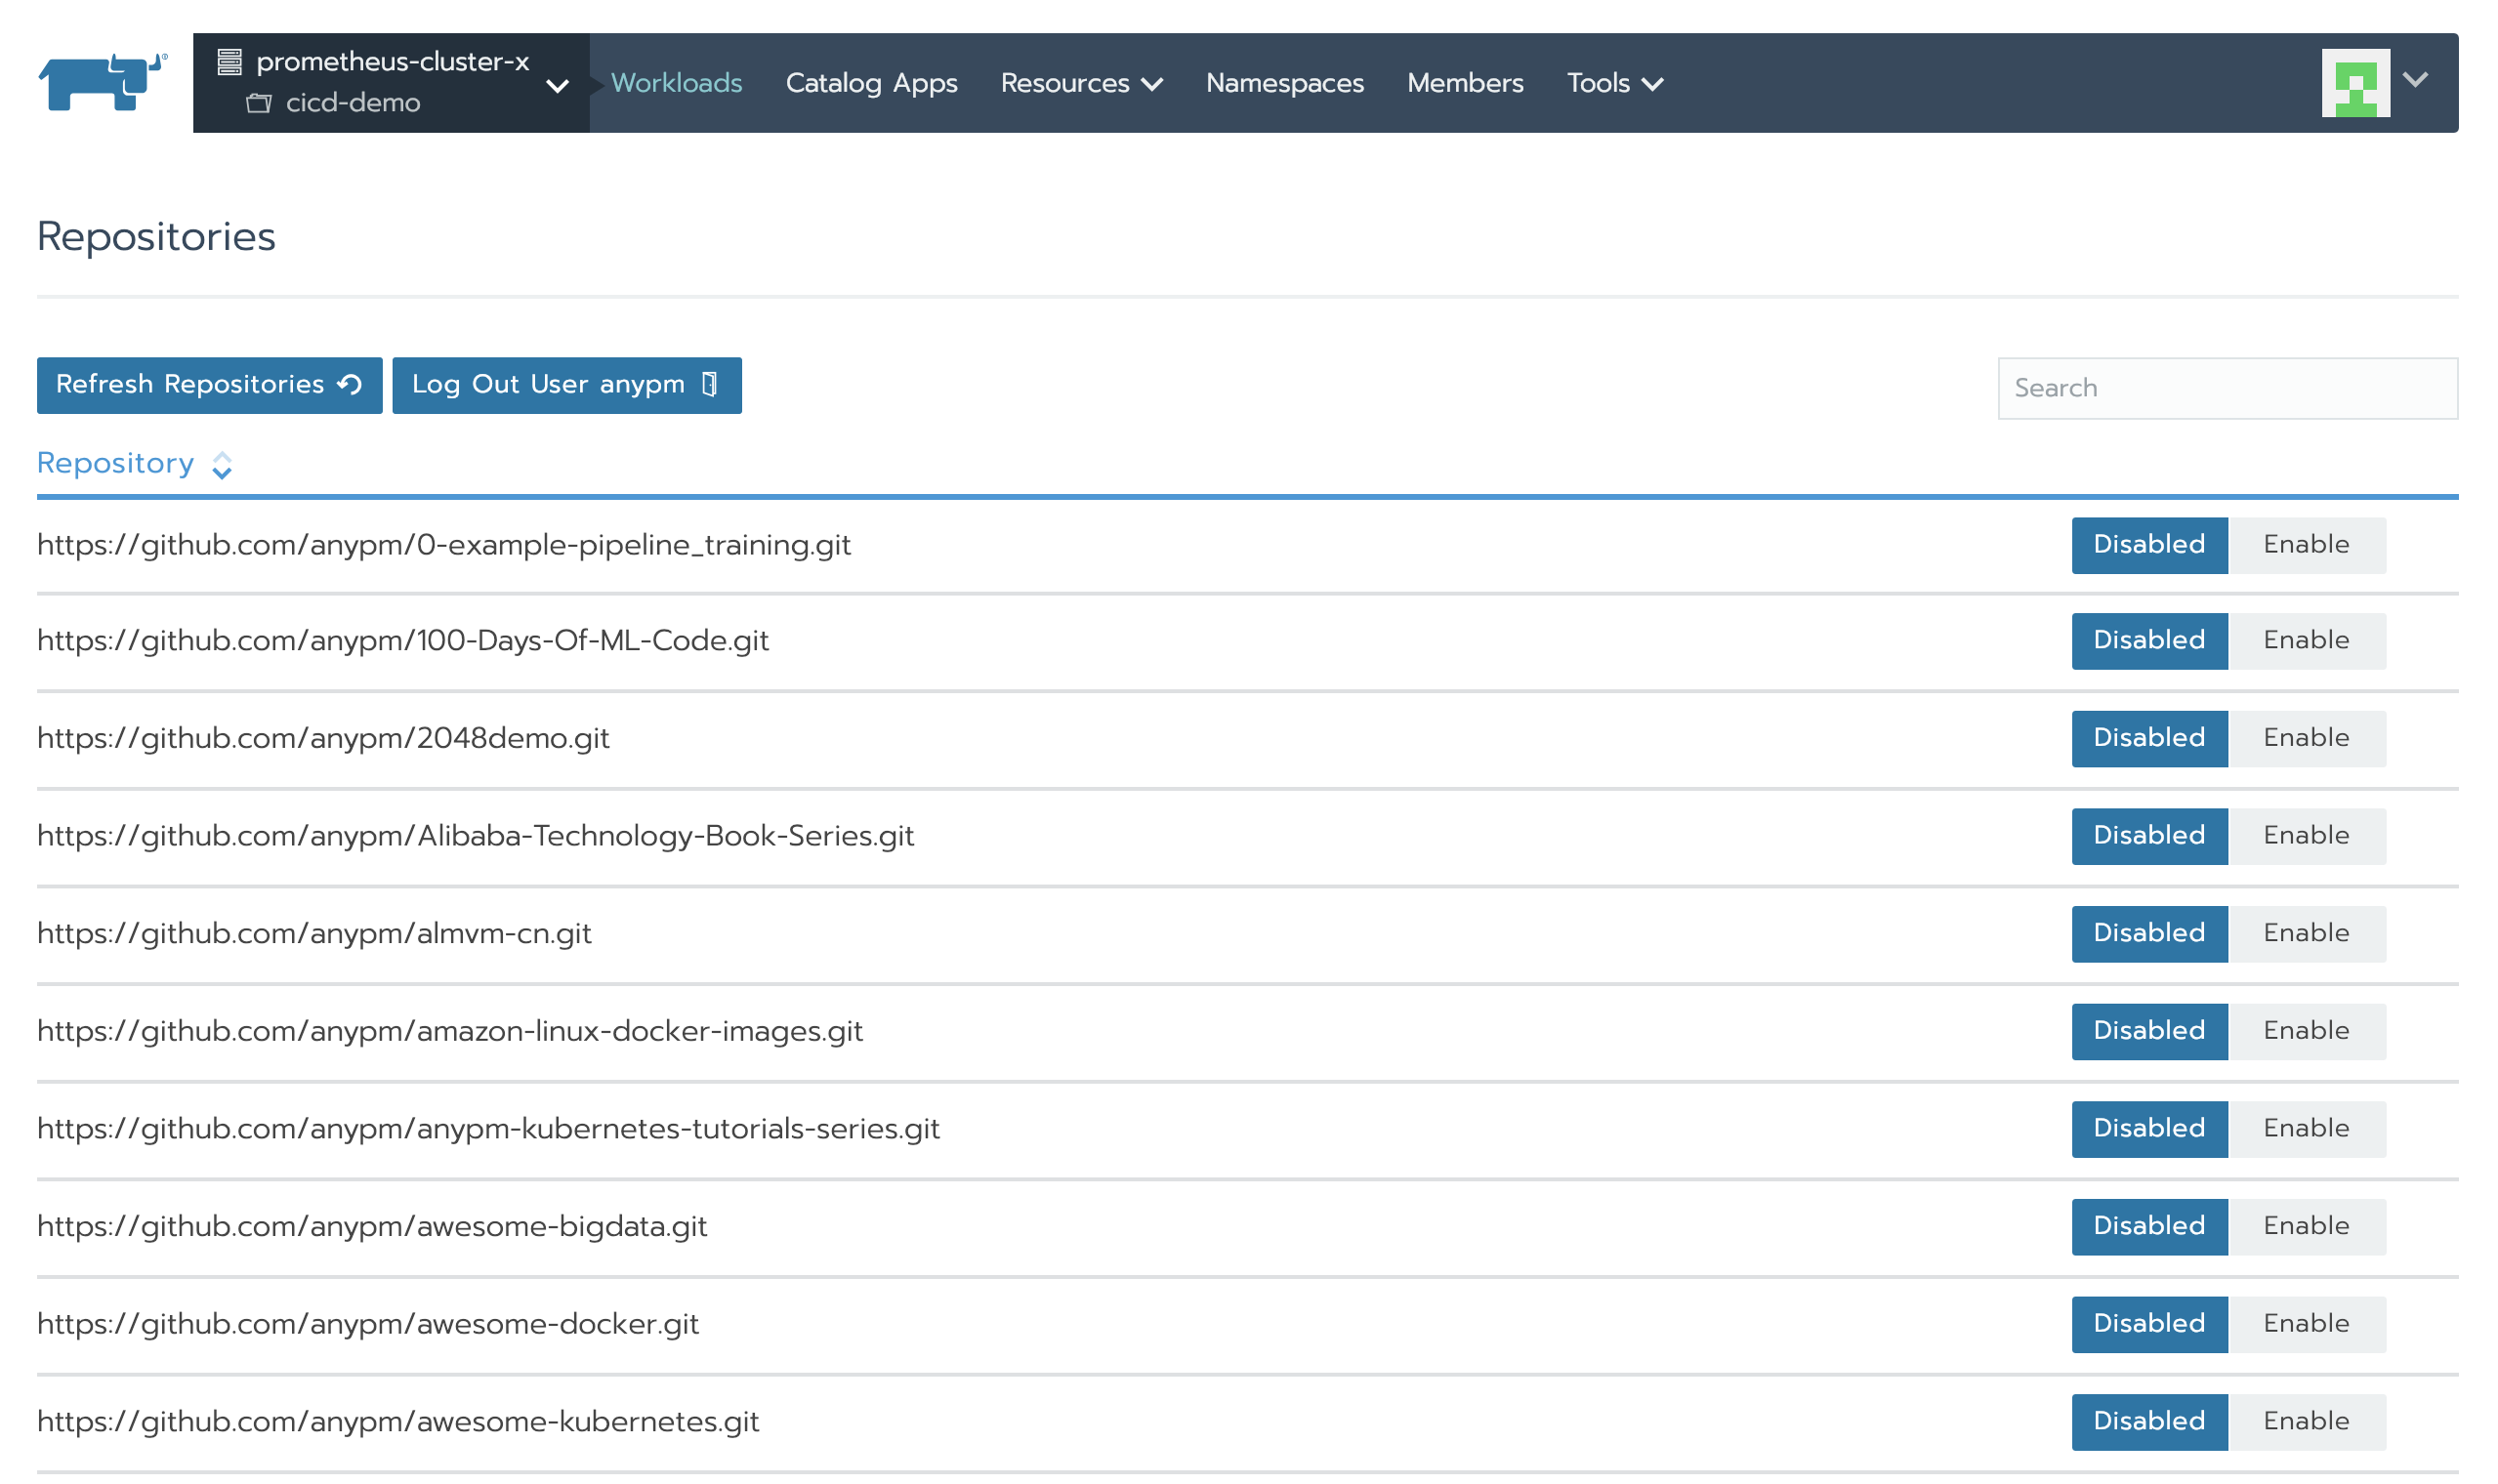 prometheus-cluster-x
cicd-demo
Workloads Catalog Apps Resources Namespaces Members Tools
Repositories
Refresh Repositories Log Out User anypm Search
Repository
https://github.com/anypm/0-example-pipeline_training.git Disabled Enable
https://github.com/anypm/100-Days-Of-ML-Code.git Disabled Enable
https://github.com/anypm/2048demo.git Disabled Enable
https://github.com/anypm/Alibaba-Technology-Book-Series.git Disabled Enable
https://github.com/anypm/almvm-cn.git Disabled Enable
https://github.com/anypm/amazon-linux-docker-images.git Disabled Enable
https://github.com/anypm/anypm-kubernetes-tutorials-series.git Disabled Enable
https://github.com/anypm/awesome-bigdata.git Disabled Enable
https://github.com/anypm/awesome-docker.git Disabled Enable
https://github.com/anypm/awesome-kubernetes.git Disabled Enable